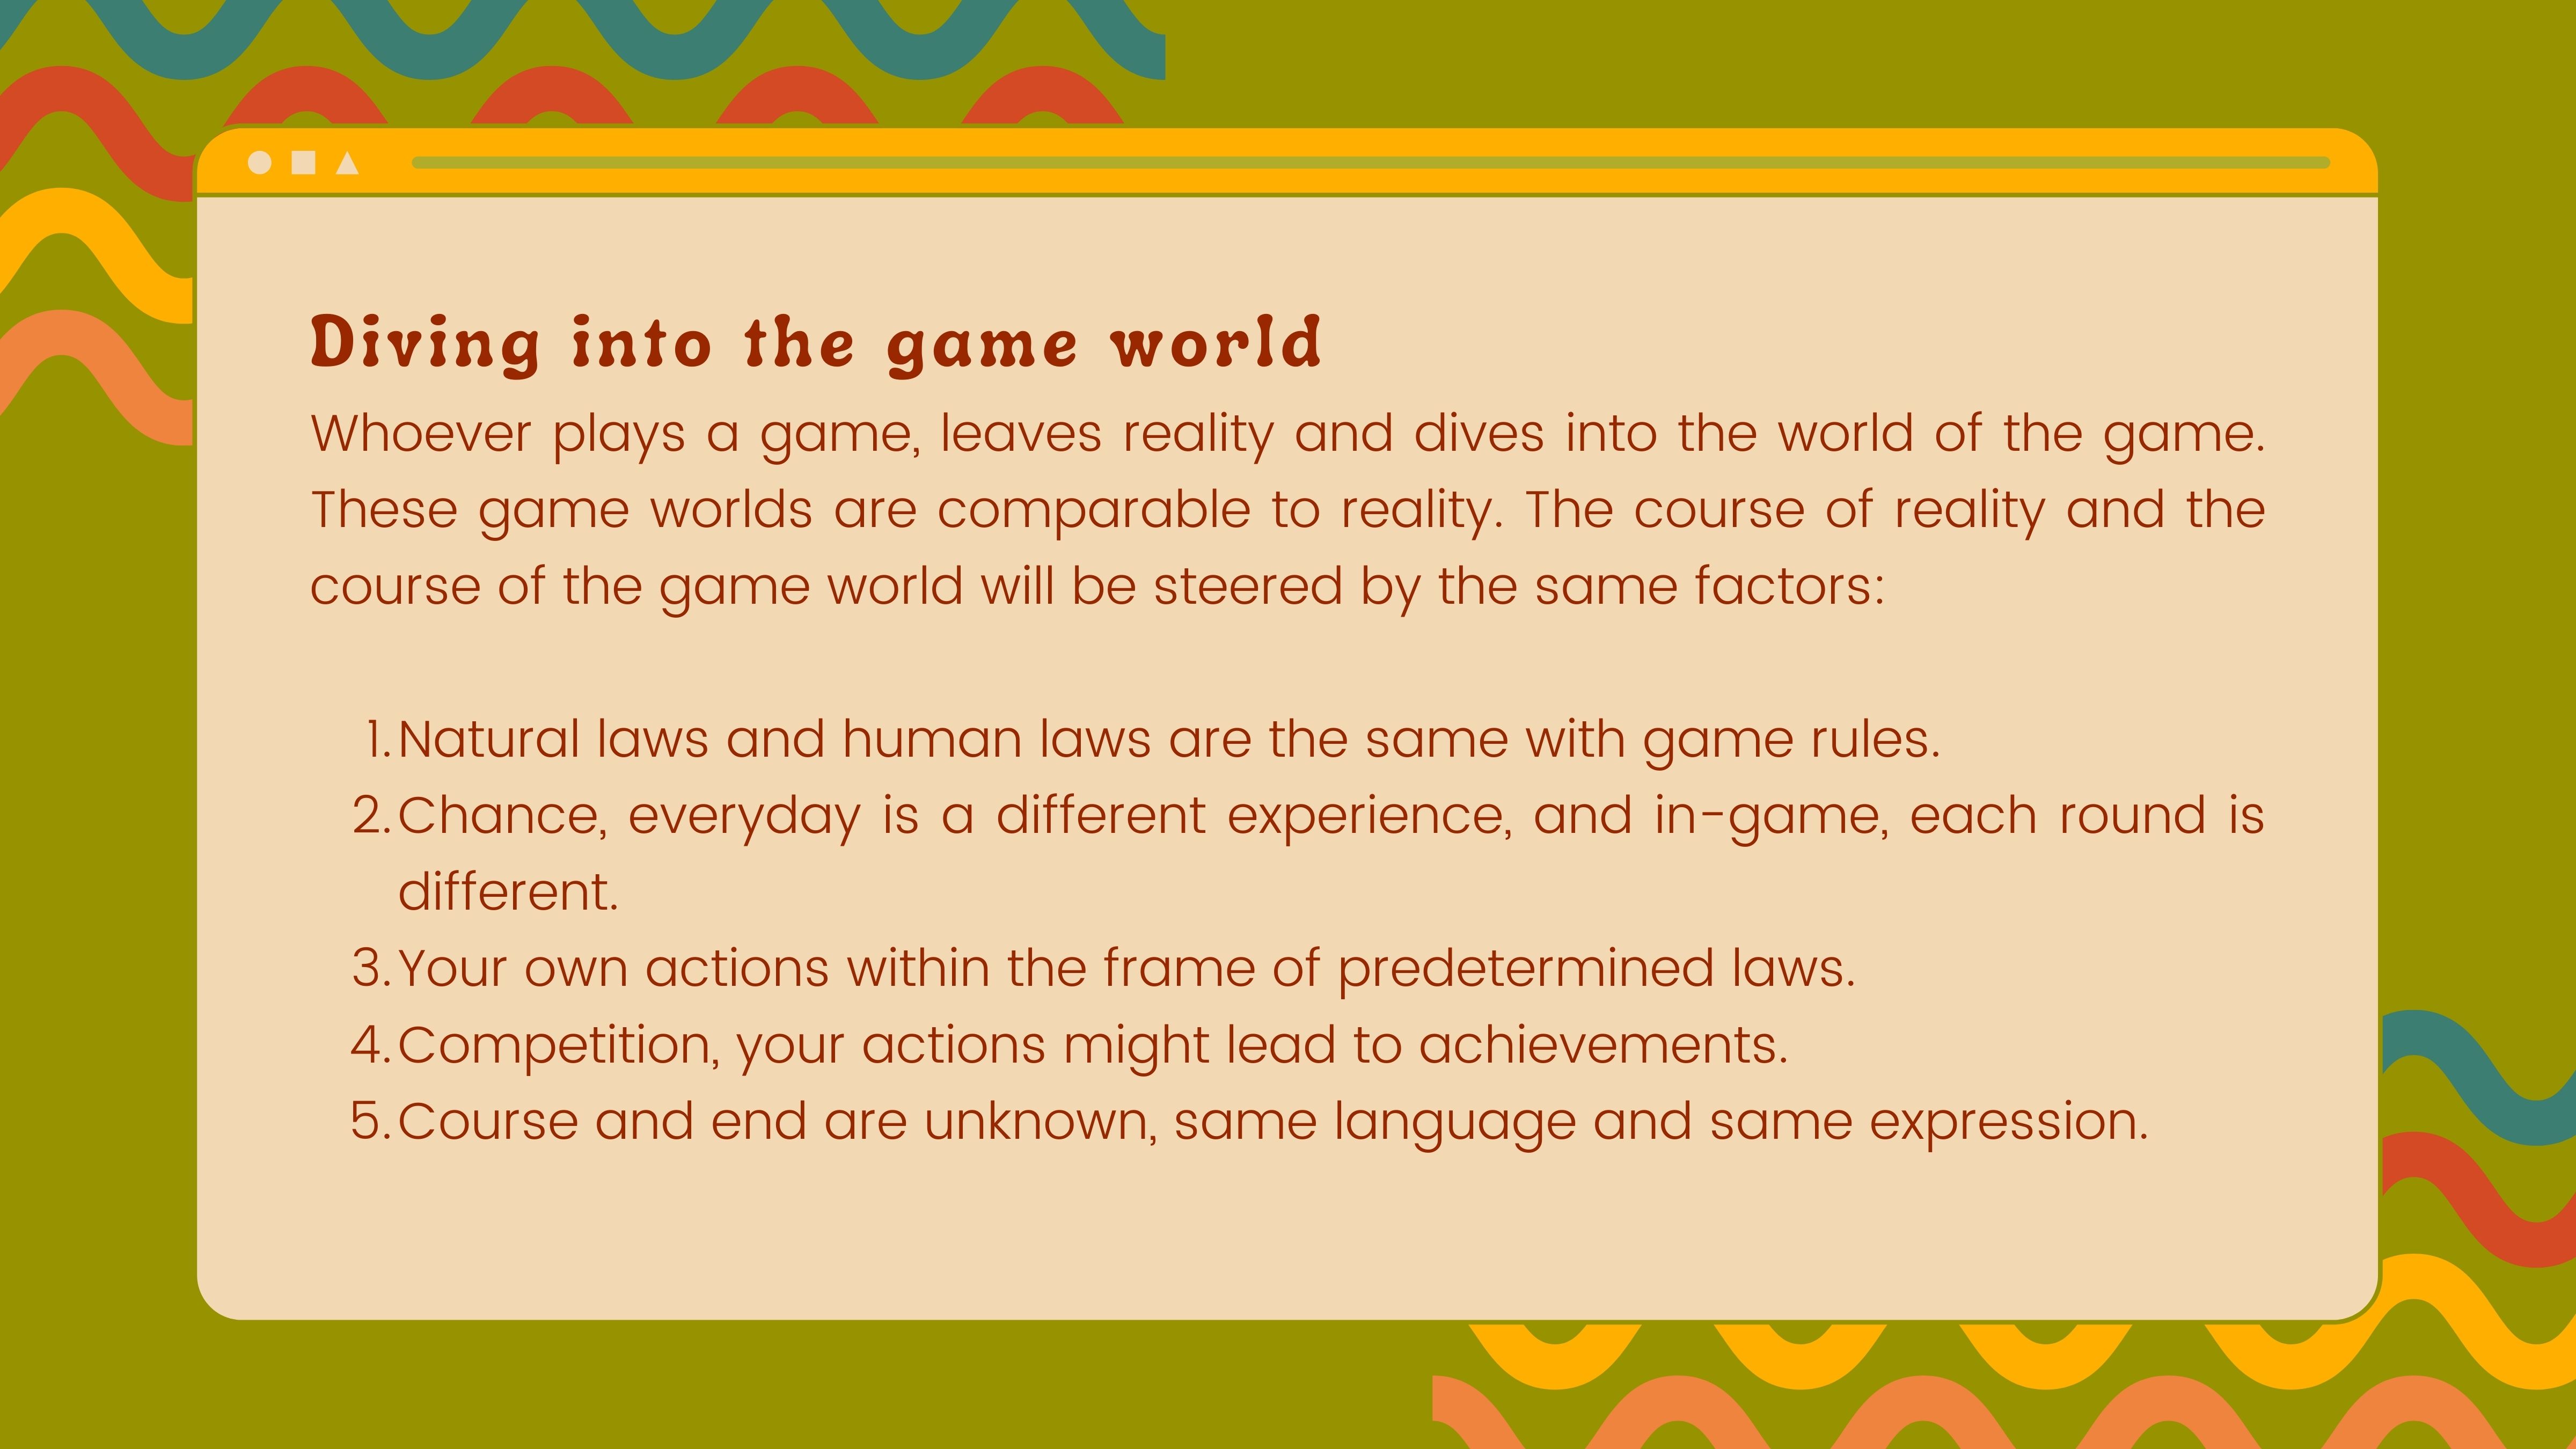 Diving into the game world
Whoever plays a game, leaves reality and dives into the world of the game.
These game worlds are comparable to reality. The course of reality and the
course of the game world will be steered by the same factors:
1. Natural laws and human laws are the same with game rules.
2. Chance, everyday is a different experience, and in-game, each round is
different.
3. Your own actions within the frame of predetermined laws.
4. Competition, your actions might lead to achievements.
5. Course and end are unknown, same language and same expression.